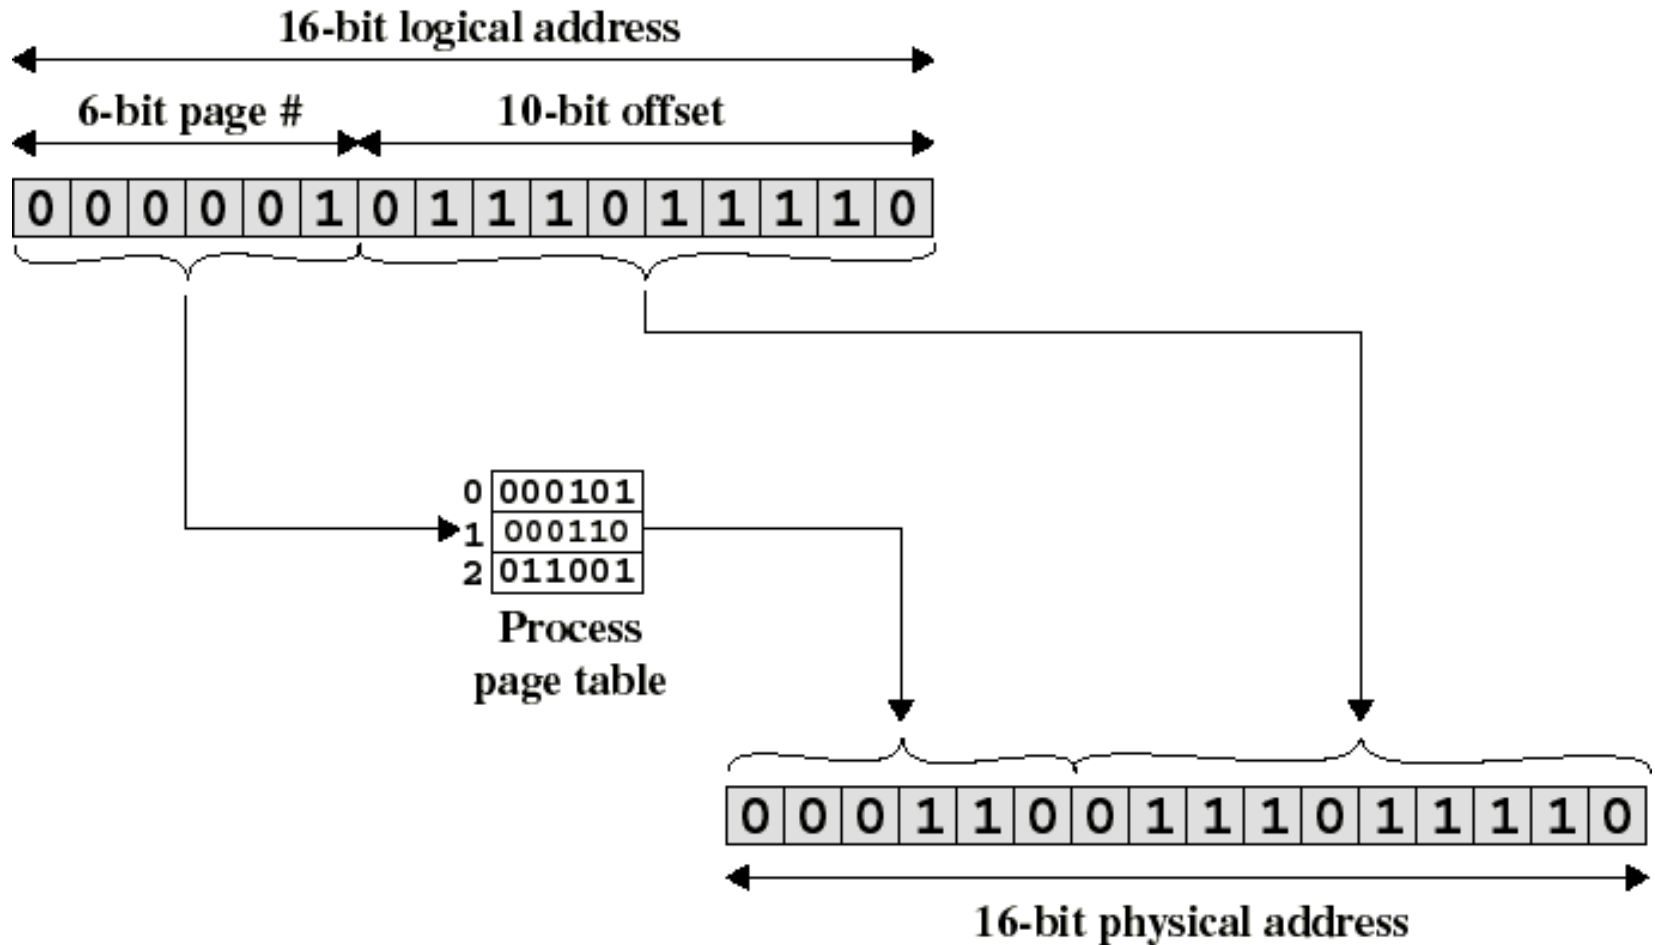 16-bit logical address
6-bit page # 10-bit offset
0 0 0 0 0 1 0 1 1 1 0 1 1 1 1 0
0 000101
1 000110
2 011001
Process
page table
0 0 0 1 1 0 0 1 1 1 0 1 1 1 1 0
16-bit physical address